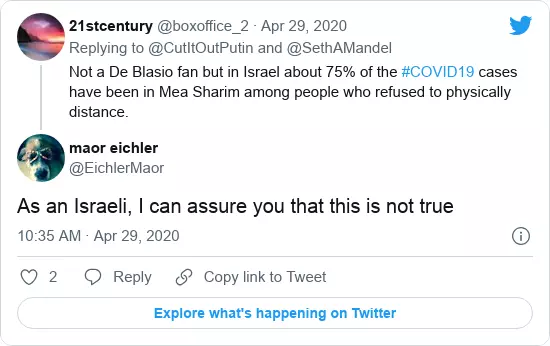 21stcentury @boxoffice_2 · Apr 29, 2020
Replying to @CutItOutPutin and @SethAMandel
Not a De Blasio fan but in Israel about 75% of the #COVID19 cases
have been in Mea Sharim among people who refused to physically
distance.
maor eichler
@EichlerMaor
As an Israeli, I can assure you that this is not true
10:35 AM · Apr 29, 2020
2 Reply Copy link to Tweet
Explore what's happening on Twitter